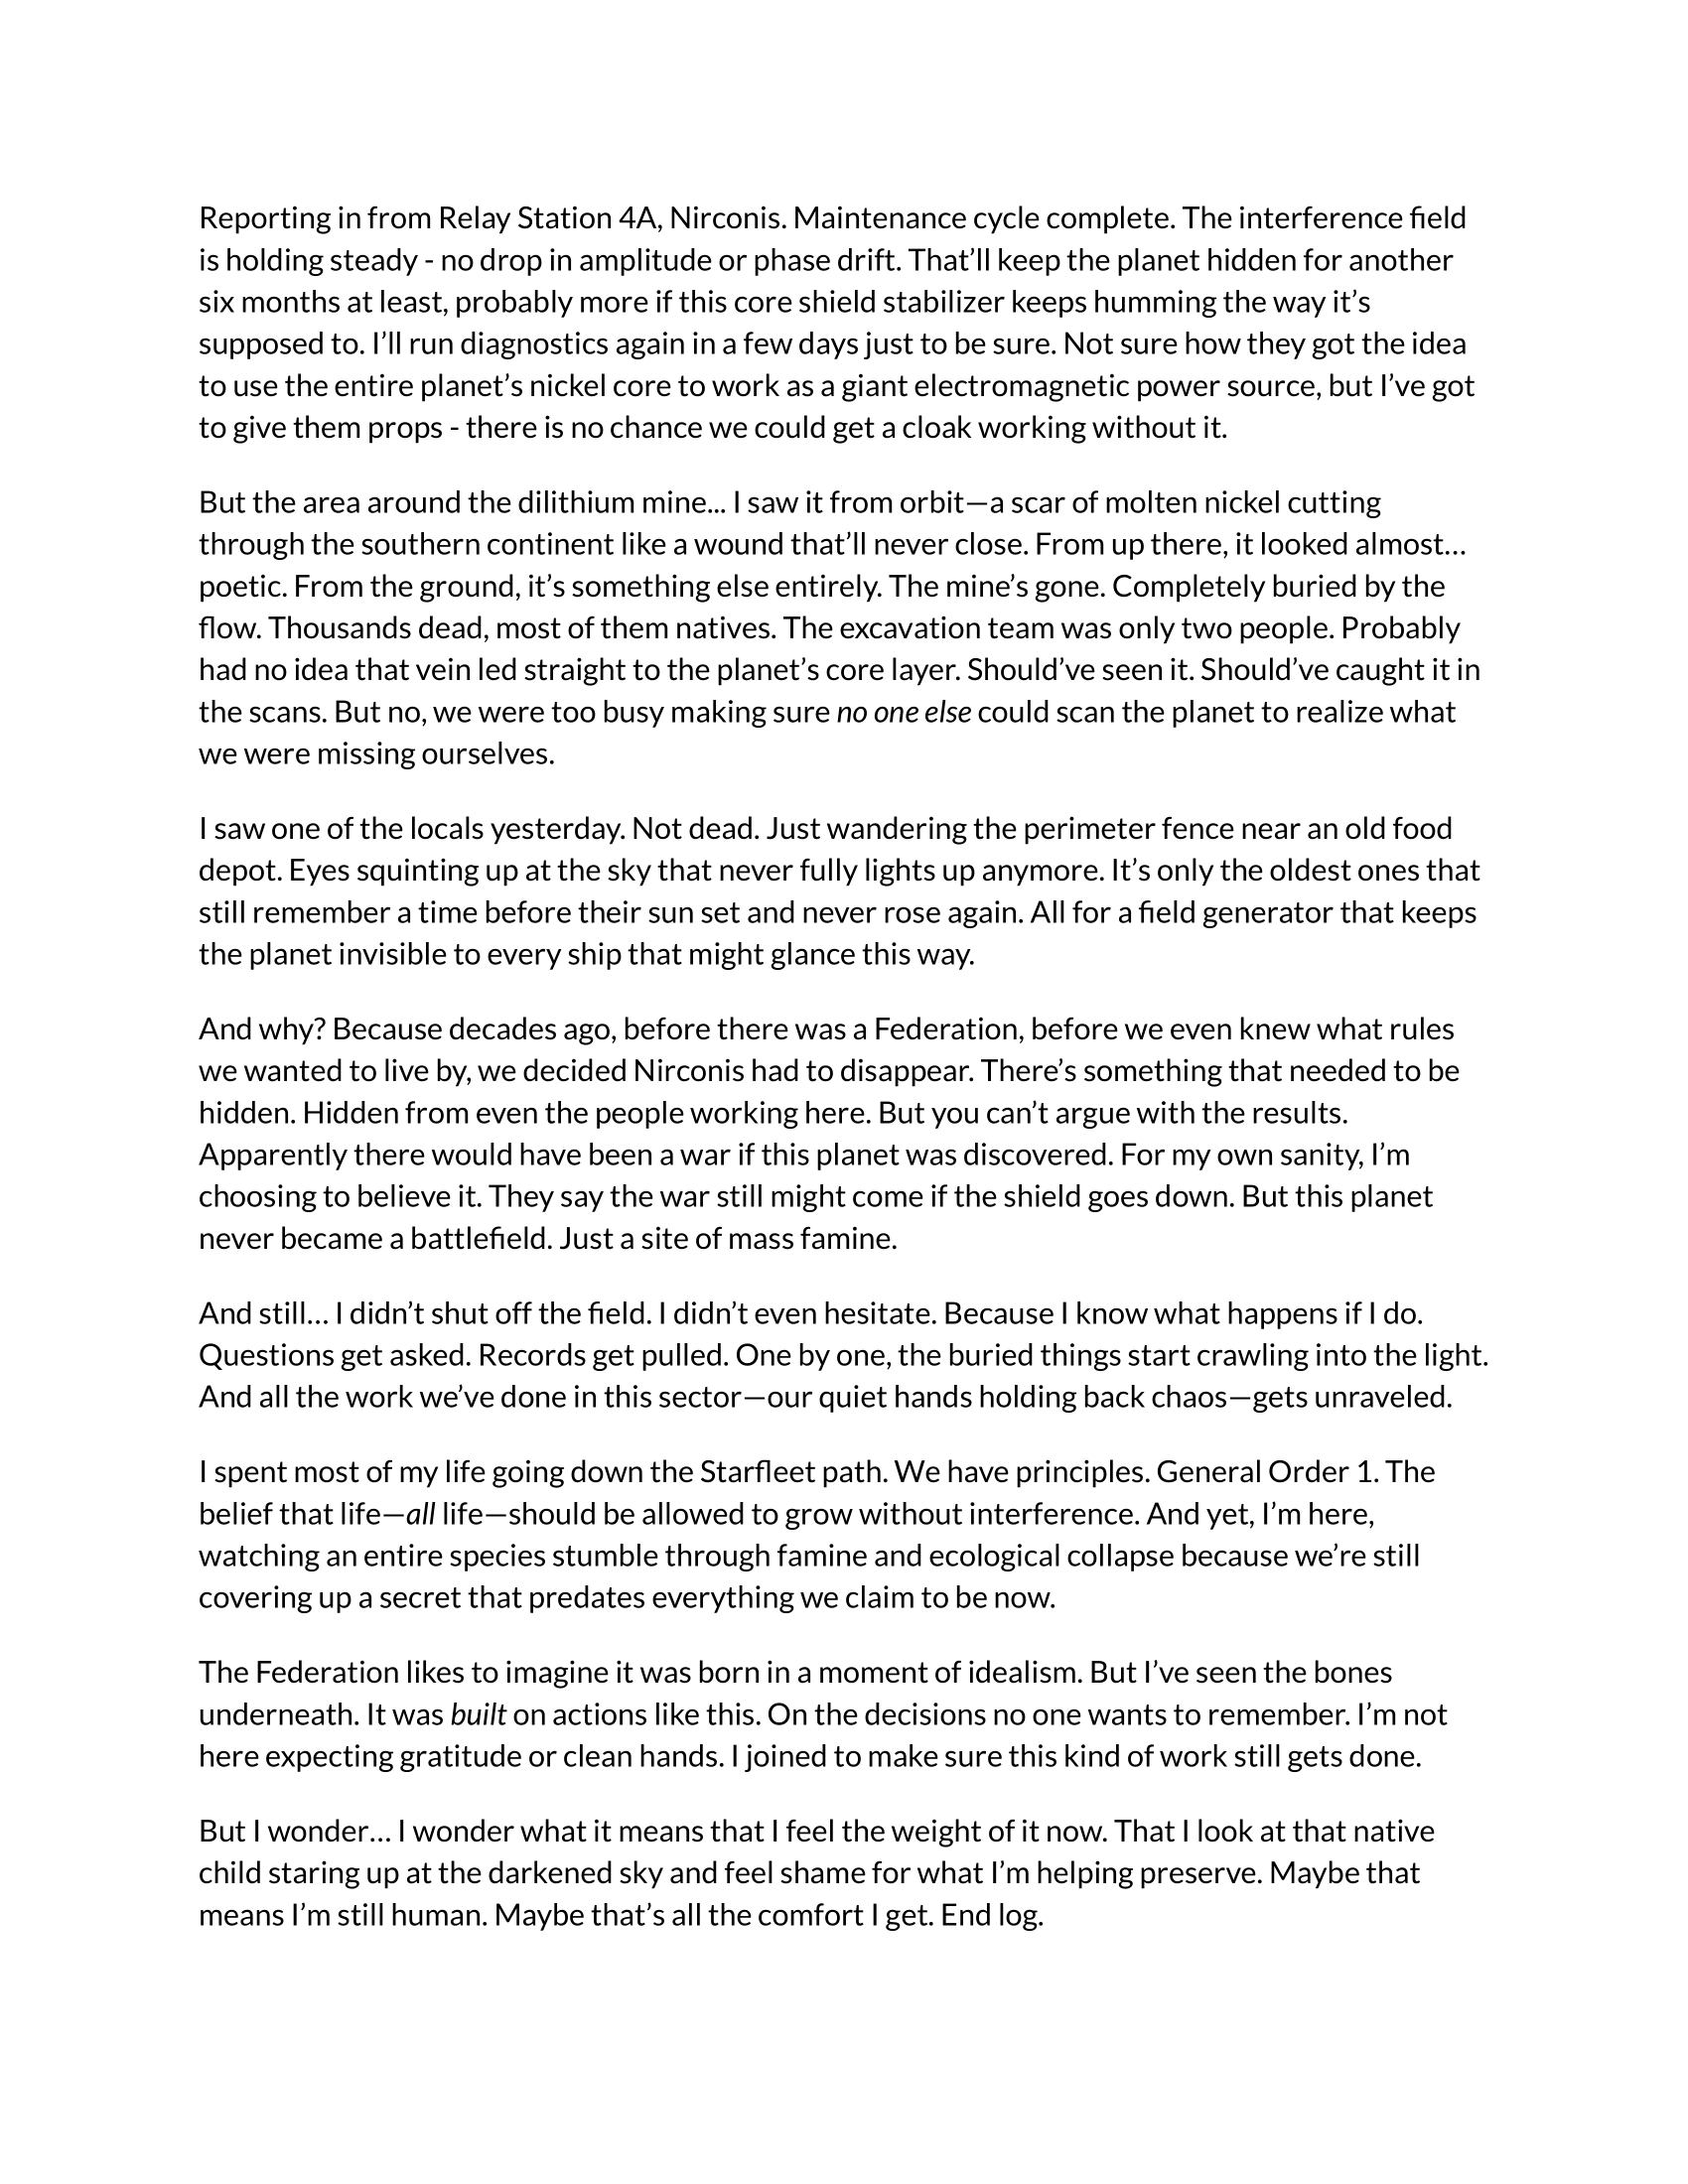 Reporting in from Relay Station 4A, Nirconis. Maintenance cycle complete. The interference field
is holding steady - no drop in amplitude or phase drift. That’ll keep the planet hidden for another
six months at least, probably more if this core shield stabilizer keeps humming the way it’s
supposed to. I’ll run diagnostics again in a few days just to be sure. Not sure how they got the idea
to use the entire planet’s nickel core to work as a giant electromagnetic power source, but I’ve got
to give them props - there is no chance we could get a cloak working without it.
But the area around the dilithium mine... I saw it from orbit—a scar of molten nickel cutting
through the southern continent like a wound that’ll never close. From up there, it looked almost…
poetic. From the ground, it’s something else entirely. The mine’s gone. Completely buried by the
flow. Thousands dead, most of them natives. The excavation team was only two people. Probably
had no idea that vein led straight to the planet’s core layer. Should’ve seen it. Should’ve caught it in
the scans. But no, we were too busy making sure no one else could scan the planet to realize what
we were missing ourselves.
I saw one of the locals yesterday. Not dead. Just wandering the perimeter fence near an old food
depot. Eyes squinting up at the sky that never fully lights up anymore. It’s only the oldest ones that
still remember a time before their sun set and never rose again. All for a field generator that keeps
the planet invisible to every ship that might glance this way.
And why? Because decades ago, before there was a Federation, before we even knew what rules
we wanted to live by, we decided Nirconis had to disappear. There’s something that needed to be
hidden. Hidden from even the people working here. But you can’t argue with the results.
Apparently there would have been a war if this planet was discovered. For my own sanity, I’m
choosing to believe it. They say the war still might come if the shield goes down. But this planet
never became a battlefield. Just a site of mass famine.
And still… I didn’t shut off the field. I didn’t even hesitate. Because I know what happens if I do.
Questions get asked. Records get pulled. One by one, the buried things start crawling into the light.
And all the work we’ve done in this sector—our quiet hands holding back chaos—gets unraveled.
I spent most of my life going down the Starfleet path. We have principles. General Order 1. The
belief that life—all life—should be allowed to grow without interference. And yet, I’m here,
watching an entire species stumble through famine and ecological collapse because we’re still
covering up a secret that predates everything we claim to be now.
The Federation likes to imagine it was born in a moment of idealism. But I’ve seen the bones
underneath. It was built on actions like this. On the decisions no one wants to remember. I’m not
here expecting gratitude or clean hands. I joined to make sure this kind of work still gets done.
But I wonder… I wonder what it means that I feel the weight of it now. That I look at that native
child staring up at the darkened sky and feel shame for what I’m helping preserve. Maybe that
means I’m still human. Maybe that’s all the comfort I get. End log.